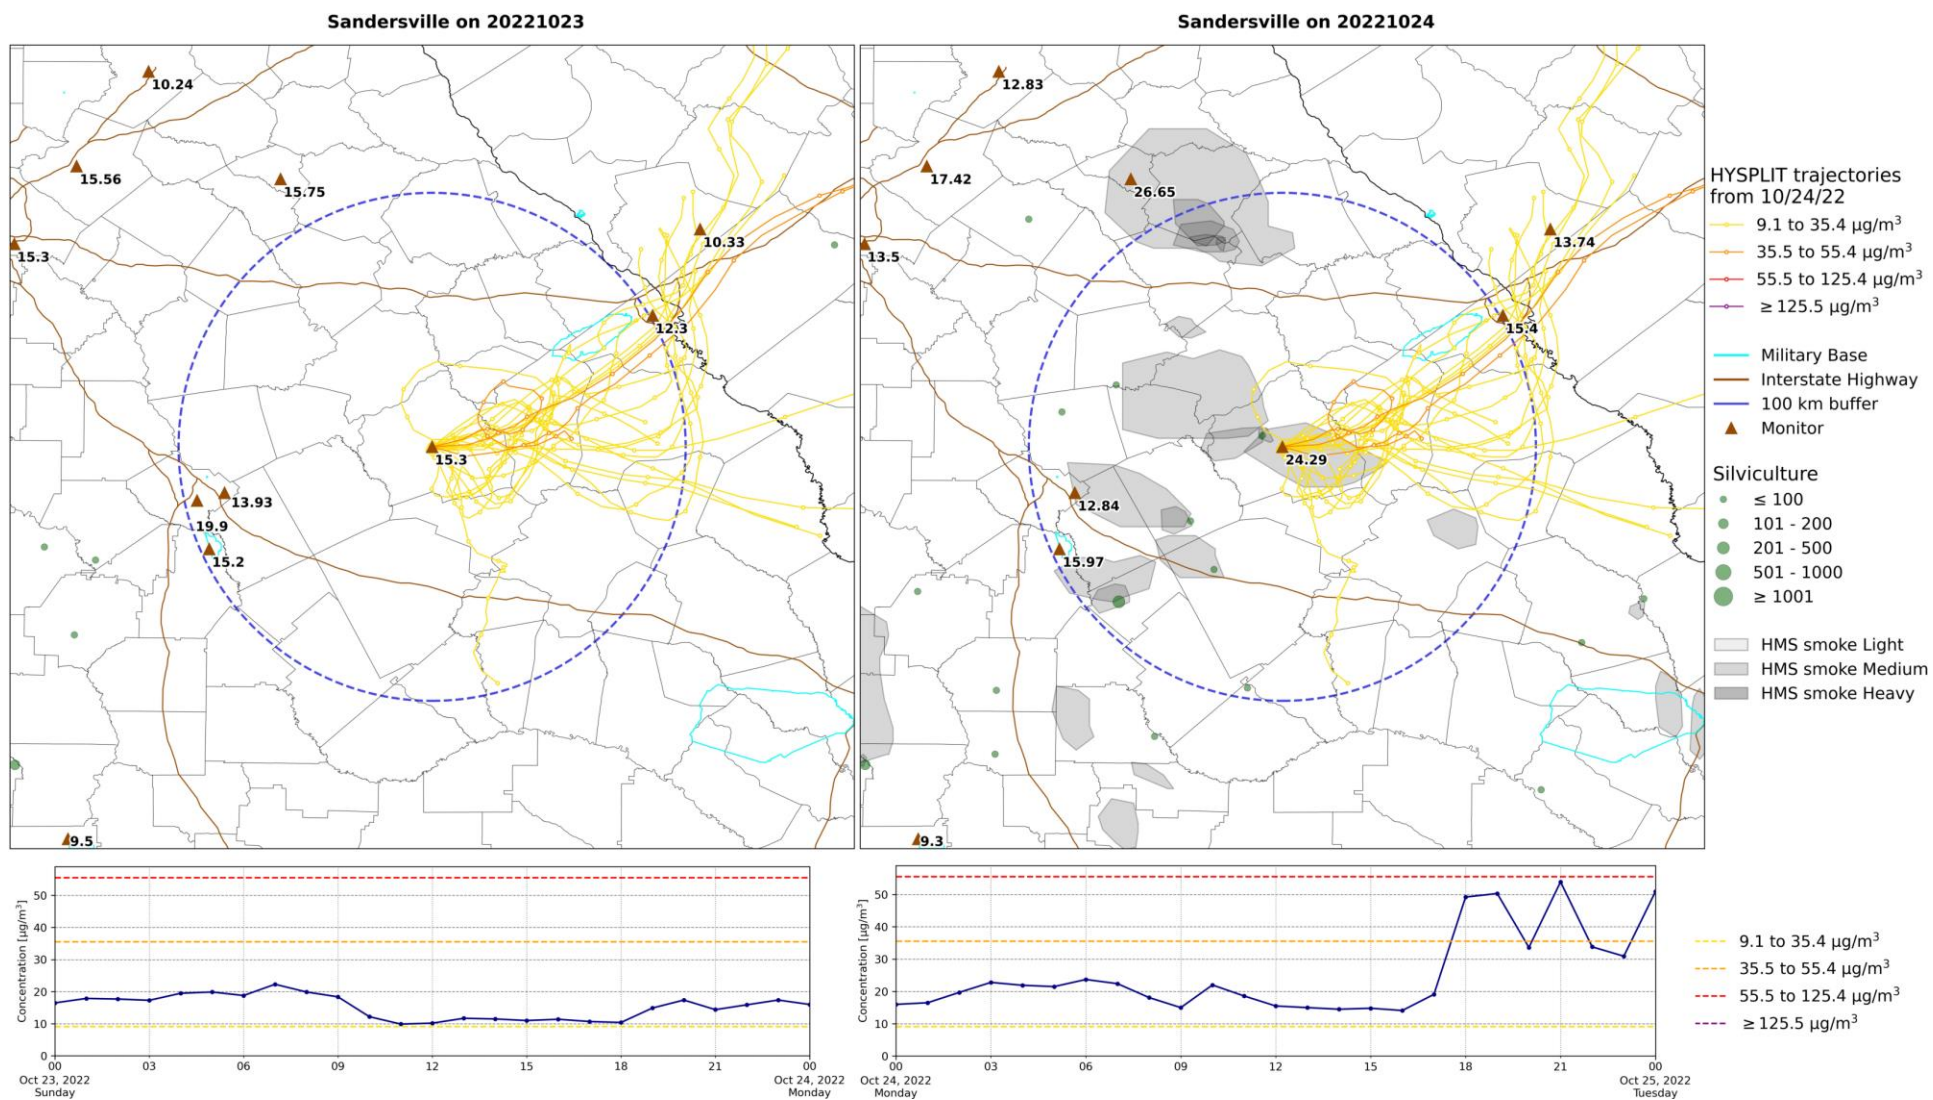 Sandersville on 20221023
10.24
15.56
15.75
15.3
10.33
12.3
15.3
13.93
19.9
15.2
9.5
Sandersville on 20221024
12.83
17.42
26.65
13.5
13.74
15.4
24.29
12.84
15.97
9.3
HYSPLIT trajectories
from 10/24/22
9.1 to 35.4 µg/m³
35.5 to 55.4 µg/m³
55.5 to 125.4 µg/m³
≥ 125.5 µg/m³
Military Base
Interstate Highway
100 km buffer
Monitor
Silviculture
≤ 100
101 - 200
201 - 500
501 - 1000
≥ 1001
HMS smoke Light
HMS smoke Medium
HMS smoke Heavy
Concentration [µg/m³]
50
40
30
20
10
0
00 03 06 09 12 15 18 21 00
Oct 23, 2022 Oct 24, 2022
Sunday Monday
Concentration [µg/m³]
50
40
30
20
10
0
00 03 06 09 12 15 18 21 00
Oct 24, 2022 Oct 25, 2022
Monday Tuesday
9.1 to 35.4 µg/m³
35.5 to 55.4 µg/m³
55.5 to 125.4 µg/m³
≥ 125.5 µg/m³